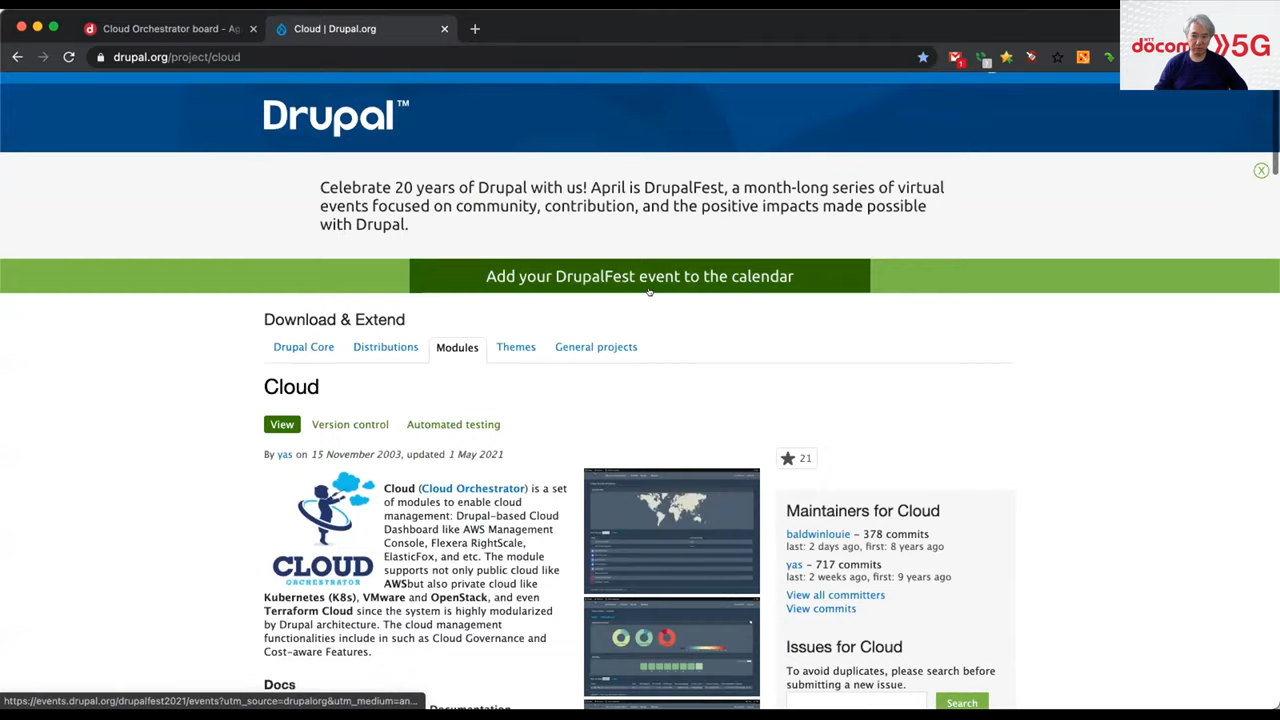 Cloud Orchestrator board - Ag
Cloud | Drupal.org
drupal.org/project/cloud
NTT
docomo 5G
Drupal™
Celebrate 20 years of Drupal with us! April is DrupalFest, a month-long series of virtual
events focused on community, contribution, and the positive impacts made possible
with Drupal.
Add your DrupalFest event to the calendar
Download & Extend
Drupal Core
Distributions
Modules
Themes
General projects
Cloud
View
Version control
Automated testing
By yas on 15 November 2003, updated 1 May 2021
CLOUD
ORCHESTRATOR
Cloud (Cloud Orchestrator) is a set
of modules to enable cloud
management: Drupal-based Cloud
Dashboard like AWS Management
Console, Flexera RightScale,
ElasticFox, and etc. The module
supports not only public cloud like
AWSbut also private cloud like
Kubernetes (K8s), VMware and OpenStack, and even
Terraform Cloud since the system is highly modularized
by Drupal architecture. The cloud management
functionalities include in such as Cloud Governance and
Cost-aware Features.
Docs
21
Maintainers for Cloud
baldwinlouie – 378 commits
last: 2 days ago, first: 8 years ago
yas – 717 commits
last: 2 weeks ago, first: 9 years ago
View all committers
View commits
Issues for Cloud
To avoid duplicates, please search before
submitting a new issue.
Search